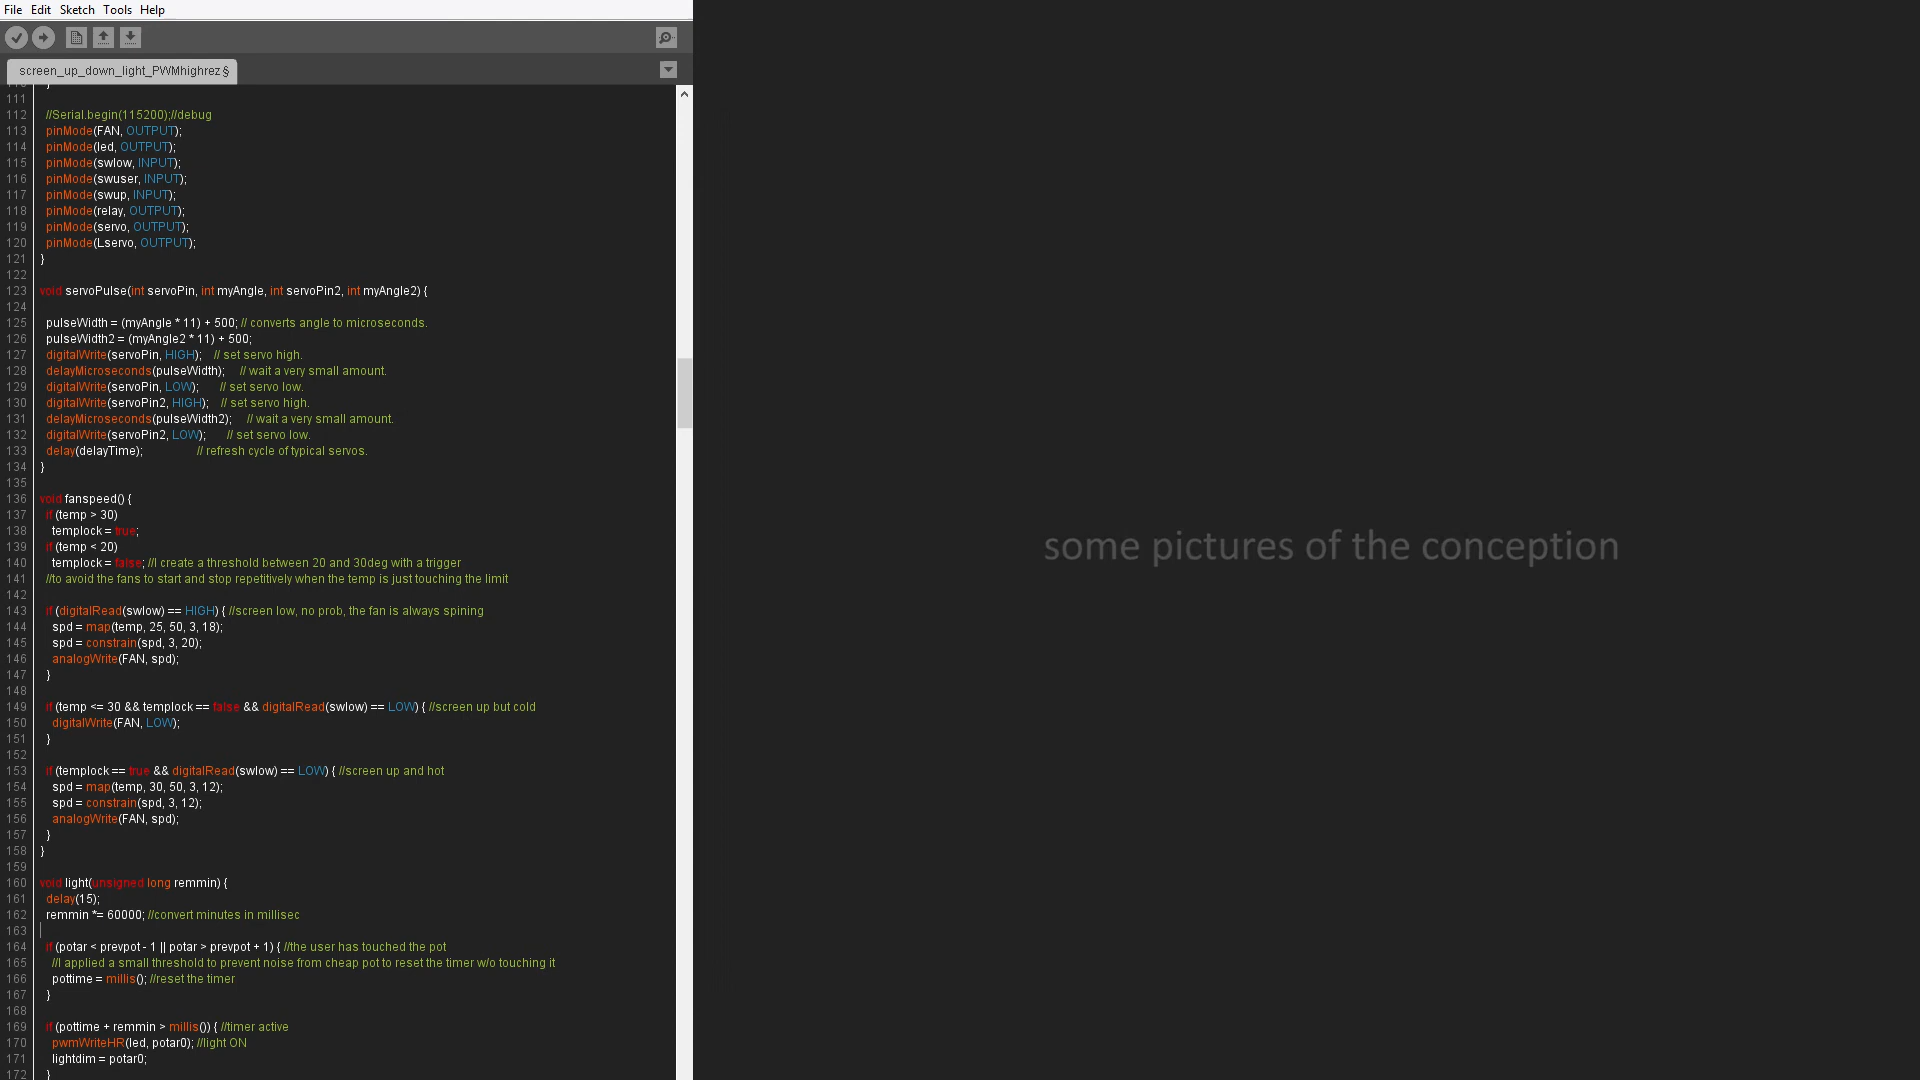 File Edit Sketch Tools Help
screen_up_down_light_PWMhighrez §
111
112 //Serial.begin(115200);//debug
113 pinMode(FAN, OUTPUT);
114 pinMode(led, OUTPUT);
115 pinMode(swlow, INPUT);
116 pinMode(swuser, INPUT);
117 pinMode(swup, INPUT);
118 pinMode(relay, OUTPUT);
119 pinMode(servo, OUTPUT);
120 pinMode(Lservo, OUTPUT);
121 }
122
123 void servoPulse(int servoPin, int myAngle, int servoPin2, int myAngle2) {
124
125 pulseWidth = (myAngle * 11) + 500; // converts angle to microseconds.
126 pulseWidth2 = (myAngle2 * 11) + 500;
127 digitalWrite(servoPin, HIGH); // set servo high.
128 delayMicroseconds(pulseWidth); // wait a very small amount.
129 digitalWrite(servoPin, LOW); // set servo low.
130 digitalWrite(servoPin2, HIGH); // set servo high.
131 delayMicroseconds(pulseWidth2); // wait a very small amount.
132 digitalWrite(servoPin2, LOW); // set servo low.
133 delay(delayTime); // refresh cycle of typical servos.
134 }
135
136 void fanspeed() {
137 if (temp > 30)
138 templock = true;
139 if (temp < 20)
140 templock = false; //I create a threshold between 20 and 30deg with a trigger
141 //to avoid the fans to start and stop repetitively when the temp is just touching the limit
142
143 if (digitalRead(swlow) == HIGH) { //screen low, no prob, the fan is always spining
144 spd = map(temp, 25, 50, 3, 18);
145 spd = constrain(spd, 3, 20);
146 analogWrite(FAN, spd);
147 }
148
149 if (temp <= 30 && templock == false && digitalRead(swlow) == LOW) { //screen up but cold
150 digitalWrite(FAN, LOW);
151 }
152
153 if (templock == true && digitalRead(swlow) == LOW) { //screen up and hot
154 spd = map(temp, 30, 50, 3, 12);
155 spd = constrain(spd, 3, 12);
156 analogWrite(FAN, spd);
157 }
158 }
159
160 void light(unsigned long remmin) {
161 delay(15);
162 remmin *= 60000; //convert minutes in millisec
163
164 if (potar < prevpot - 1 || potar > prevpot + 1) { //the user has touched the pot
165 //I applied a small threshold to prevent noise from cheap pot to reset the timer w/o touching it
166 pottime = millis(); //reset the timer
167 }
168
169 if (pottime + remmin > millis()) { //timer active
170 pwmWriteHR(led, potar0); //light ON
171 lightdim = potar0;
172 }
some pictures of the conception